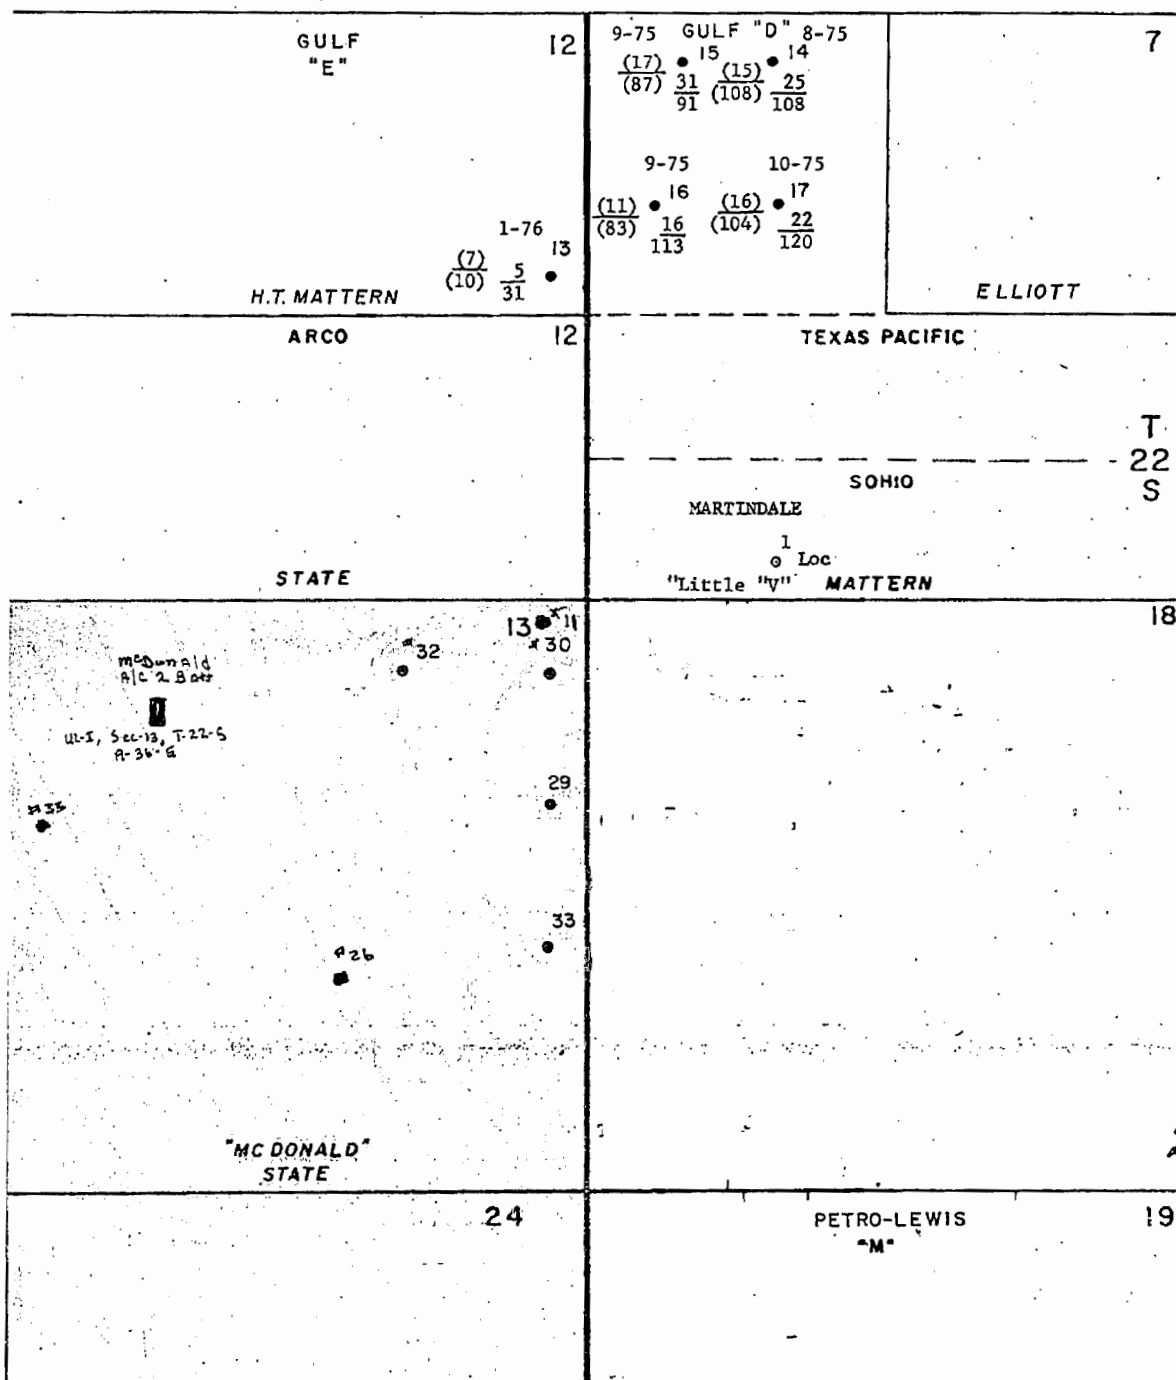 GULF
"E"
12
9-75 GULF "D" 8-75
7
(17)
(87)
15
31
91
(15)
(108)
14
25
108
9-75
10-75
(11)
(83)
16
16
113
(16)
(104)
17
22
120
1-76
13
(7)
(10)
5
31
H.T. MATTERN
ELLIOTT
ARCO
12
TEXAS PACIFIC
T
22
S
SOHIO
MARTINDALE
1
Loc
STATE
"Little "V" MATTERN
13
11
18
30
32
McDonald
A/C 2 Batt
UL-I, Sec-13, T-22-S
R-36-E
29
#35
33
26
"MC DONALD"
STATE
24
PETRO-LEWIS
"M"
19